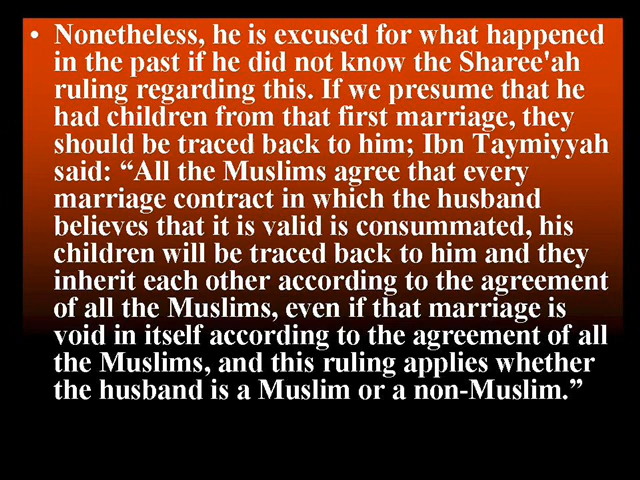 • Nonetheless, he is excused for what happened
in the past if he did not know the Sharee'ah
ruling regarding this. If we presume that he
had children from that first marriage, they
should be traced back to him; Ibn Taymiyyah
said: “All the Muslims agree that every
marriage contract in which the husband
believes that it is valid is consummated, his
children will be traced back to him and they
inherit each other according to the agreement
of all the Muslims, even if that marriage is
void in itself according to the agreement of all
the Muslims, and this ruling applies whether
the husband is a Muslim or a non-Muslim.”